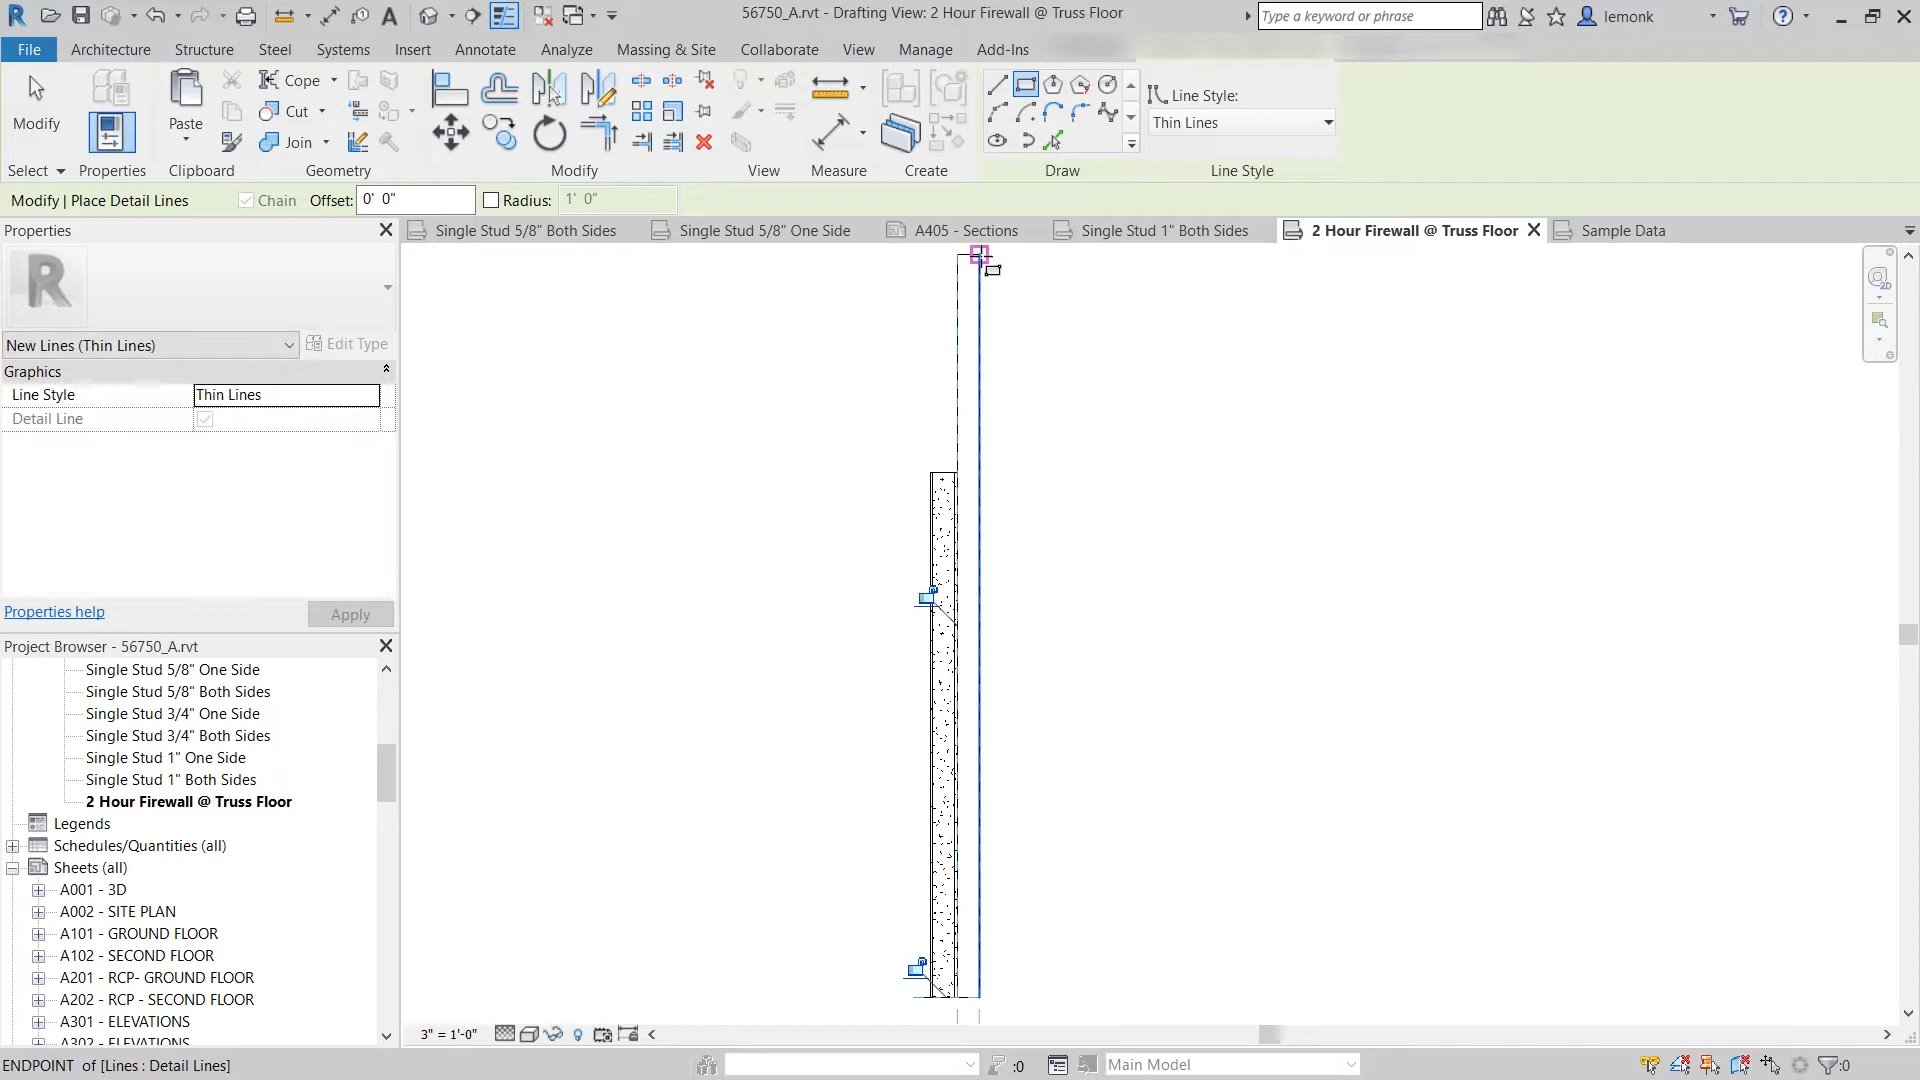 56750_A.rvt - Drafting View: 2 Hour Firewall @ Truss Floor
Type a keyword or phrase
lemonk
File Architecture Structure Steel Systems Insert Annotate Analyze Massing & Site Collaborate View Manage Add-Ins
Modify
Paste
Cope
Cut
Join
Line Style:
Thin Lines
Select Properties Clipboard Geometry Modify View Measure Create Draw Line Style
Modify | Place Detail Lines Chain Offset: 0' 0" Radius: 1' 0"
Properties
Single Stud 5/8" Both Sides Single Stud 5/8" One Side A405 - Sections Single Stud 1" Both Sides 2 Hour Firewall @ Truss Floor Sample Data
R
2D
New Lines (Thin Lines) Edit Type
Graphics
Line Style Thin Lines
Detail Line
Properties help Apply
Project Browser - 56750_A.rvt
Single Stud 5/8" One Side
Single Stud 5/8" Both Sides
Single Stud 3/4" One Side
Single Stud 3/4" Both Sides
Single Stud 1" One Side
Single Stud 1" Both Sides
2 Hour Firewall @ Truss Floor
Legends
Schedules/Quantities (all)
Sheets (all)
A001 - 3D
A002 - SITE PLAN
A101 - GROUND FLOOR
A102 - SECOND FLOOR
A201 - RCP- GROUND FLOOR
A202 - RCP - SECOND FLOOR
A301 - ELEVATIONS
A302 - ELEVATIONS
3" = 1'-0"
ENDPOINT of [Lines : Detail Lines] :0 Main Model :0